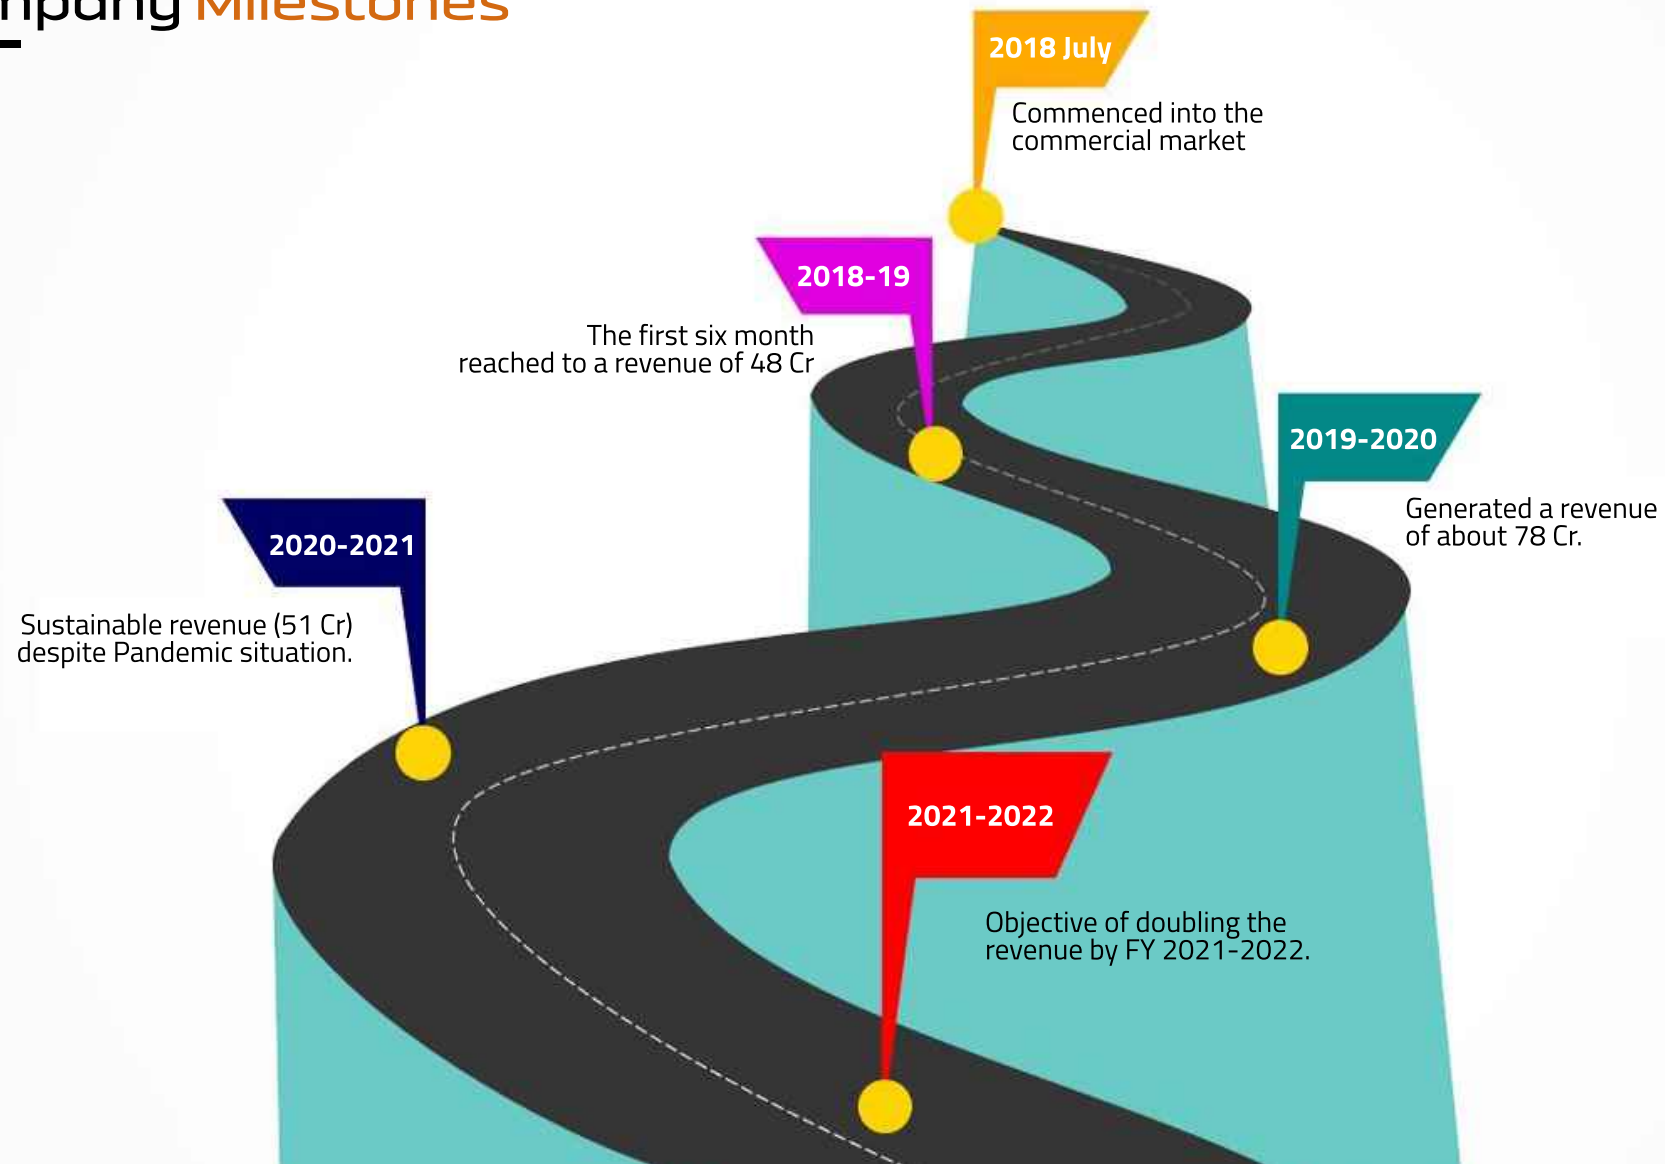 mpany Milestones
2018 July
Commenced into the
commercial market
2018-19
The first six month
reached to a revenue of 48 Cr
2019-2020
Generated a revenue
of about 78 Cr.
2020-2021
Sustainable revenue (51 Cr)
despite Pandemic situation.
2021-2022
Objective of doubling the
revenue by FY 2021-2022.